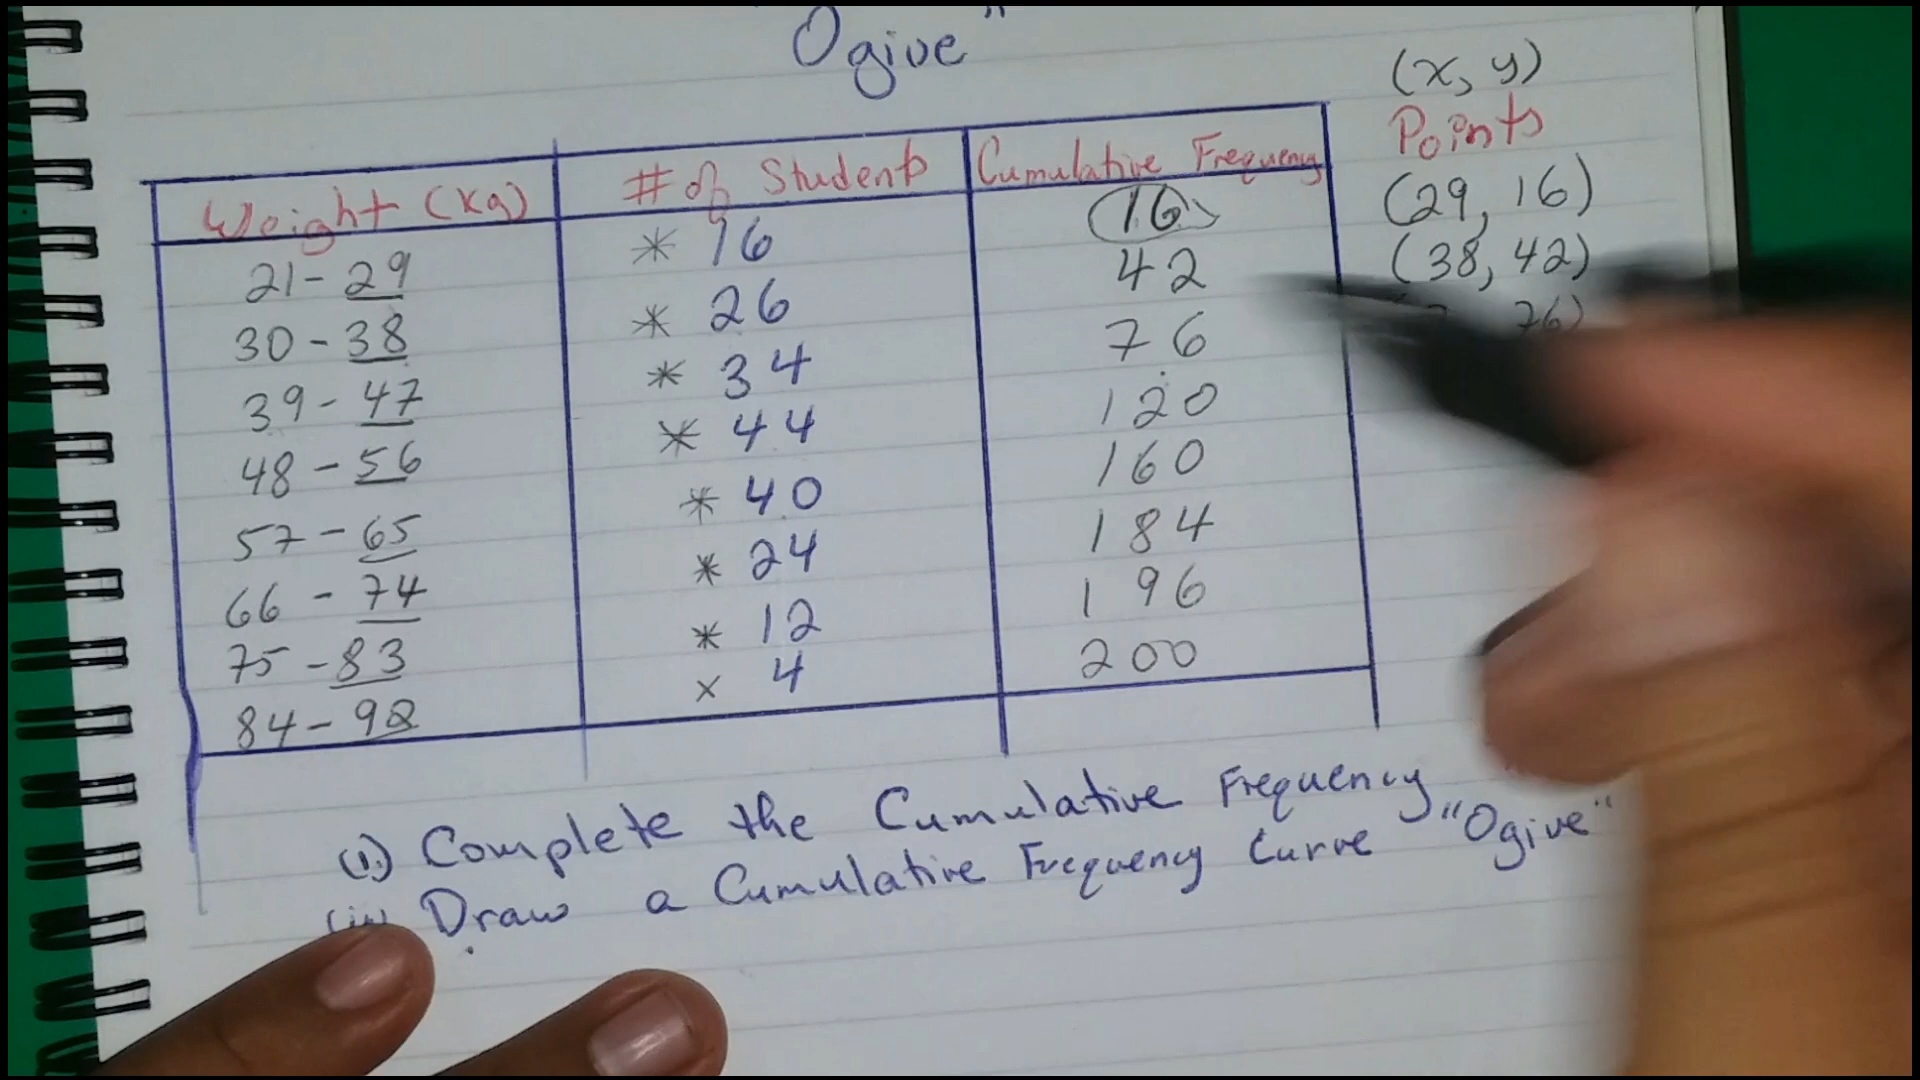 "Ogive"
(x, y)
Points
Weight (Kg) # of Students Cumulative Frequency
21-29 * 16 16 (29, 16)
30-38 * 26 42 (38, 42)
39-47 * 34 76 76)
48-56 * 44 120
57-65 * 40 160
66-74 * 24 184
75-83 * 12 196
84-92 x 4 200
(i) Complete the Cumulative Frequency
(ii) Draw a Cumulative Frequency Curve "Ogive"